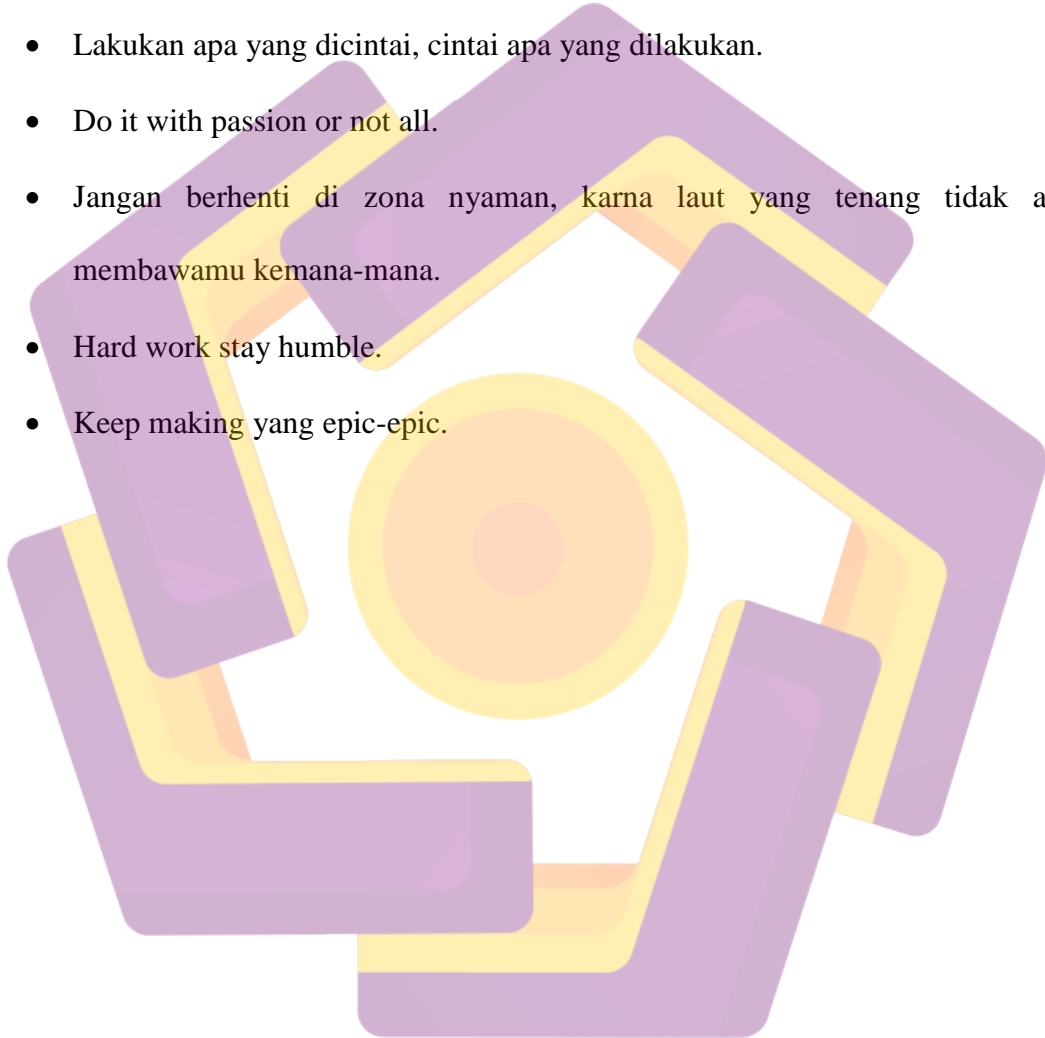 • Lakukan apa yang dicintai, cintai apa yang dilakukan.
• Do it with passion or not all.
• Jangan berhenti di zona nyaman, karna laut yang tenang tidak a
membawamu kemana-mana.
• Hard work stay humble.
• Keep making yang epic-epic.